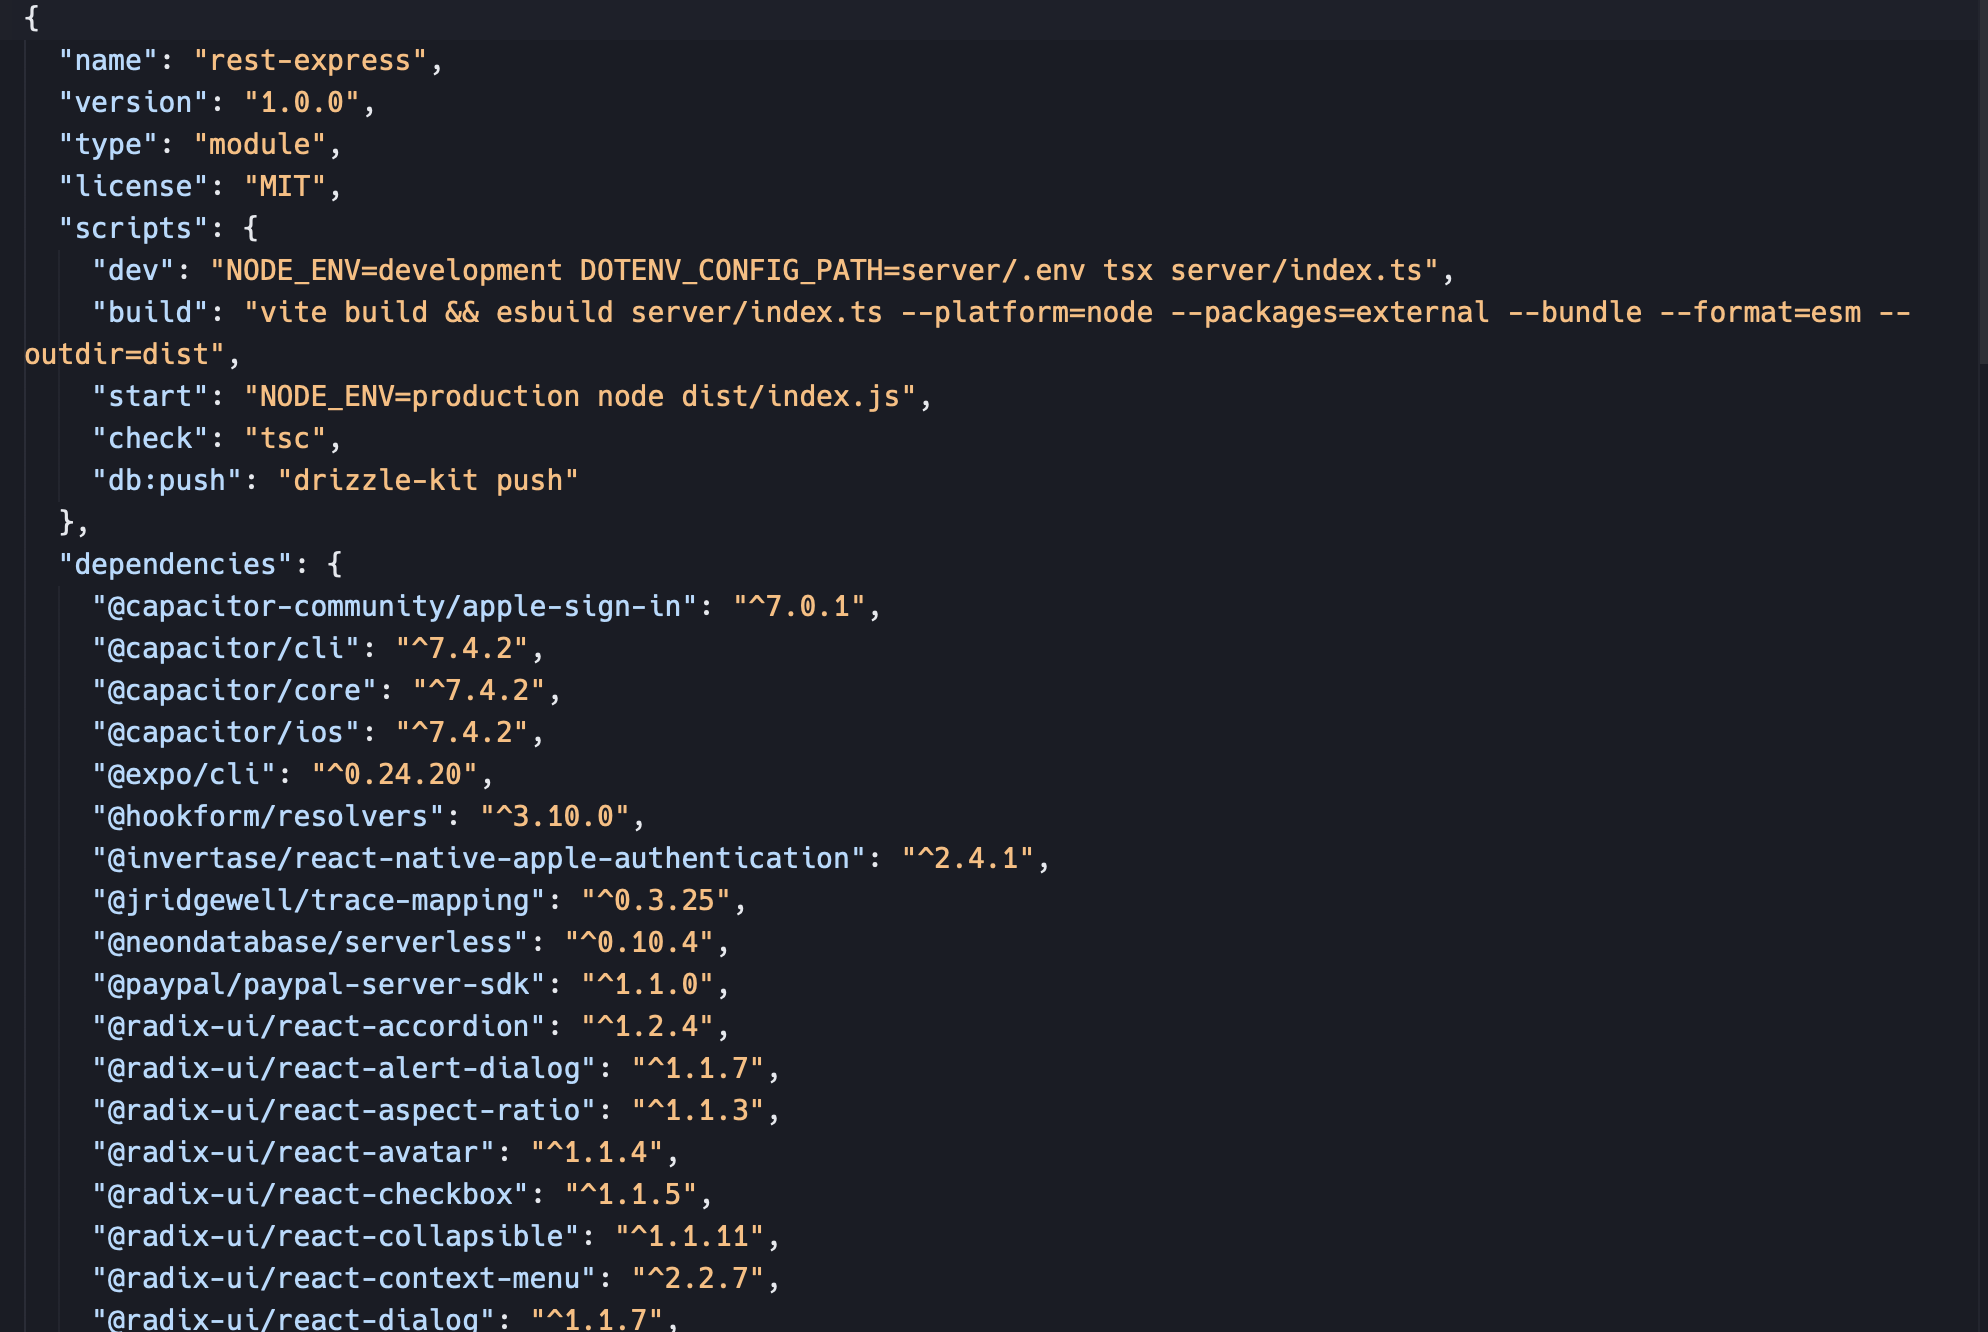 {
  "name": "rest-express",
  "version": "1.0.0",
  "type": "module",
  "license": "MIT",
  "scripts": {
    "dev": "NODE_ENV=development DOTENV_CONFIG_PATH=server/.env tsx server/index.ts",
    "build": "vite build && esbuild server/index.ts --platform=node --packages=external --bundle --format=esm --
outdir=dist",
    "start": "NODE_ENV=production node dist/index.js",
    "check": "tsc",
    "db:push": "drizzle-kit push"
  },
  "dependencies": {
    "@capacitor-community/apple-sign-in": "^7.0.1",
    "@capacitor/cli": "^7.4.2",
    "@capacitor/core": "^7.4.2",
    "@capacitor/ios": "^7.4.2",
    "@expo/cli": "^0.24.20",
    "@hookform/resolvers": "^3.10.0",
    "@invertase/react-native-apple-authentication": "^2.4.1",
    "@jridgewell/trace-mapping": "^0.3.25",
    "@neondatabase/serverless": "^0.10.4",
    "@paypal/paypal-server-sdk": "^1.1.0",
    "@radix-ui/react-accordion": "^1.2.4",
    "@radix-ui/react-alert-dialog": "^1.1.7",
    "@radix-ui/react-aspect-ratio": "^1.1.3",
    "@radix-ui/react-avatar": "^1.1.4",
    "@radix-ui/react-checkbox": "^1.1.5",
    "@radix-ui/react-collapsible": "^1.1.11",
    "@radix-ui/react-context-menu": "^2.2.7",
    "@radix-ui/react-dialog": "^1.1.7",